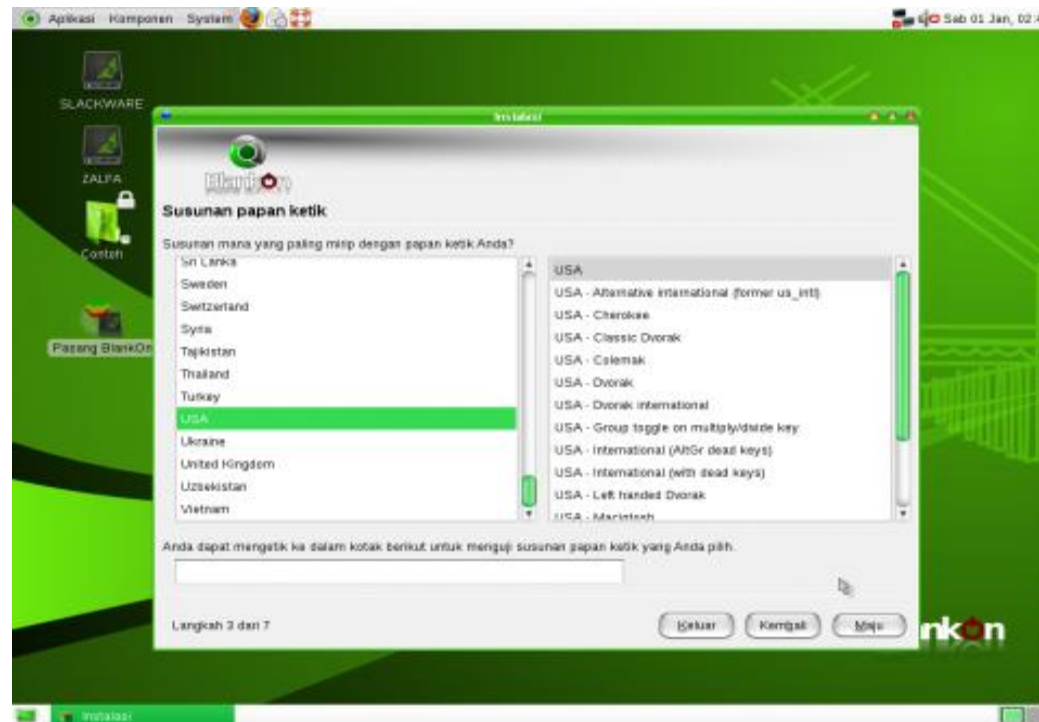 Aplikasi Komponen System
Sab 01 Jan, 02:4
SLACKWARE
ZALFA
Contoh
Pasang BlankOn
Instalasi
BlankOn
Susunan papan ketik
Susunan mana yang paling mirip dengan papan ketik Anda?
Sri Lanka
Sweden
Switzerland
Syria
Tajikistan
Thailand
Turkey
USA
Ukraine
United Kingdom
Uzbekistan
Vietnam
USA
USA - Alternative international (former us_intl)
USA - Cherokee
USA - Classic Dvorak
USA - Colemak
USA - Dvorak
USA - Dvorak international
USA - Group toggle on multiply/divide key
USA - International (AltGr dead keys)
USA - International (with dead keys)
USA - Left handed Dvorak
USA - Macintosh
Anda dapat mengetik ke dalam kotak berikut untuk menguji susunan papan ketik yang Anda pilih.
Langkah 3 dari 7
Keluar Kembali Maju
nkOn
Instalasi